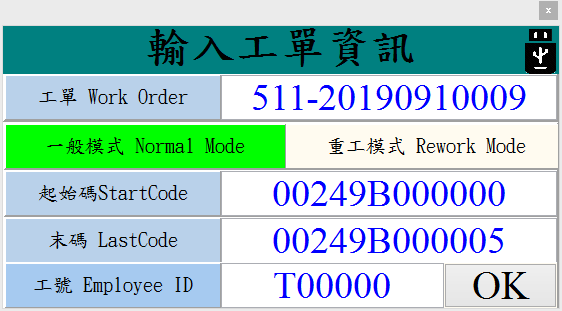 輸入工單資訊
工單 Work Order 511-20190910009
一般模式 Normal Mode 重工模式 Rework Mode
起始碼StartCode 00249B000000
末碼 LastCode 00249B000005
工號 Employee ID T00000 OK